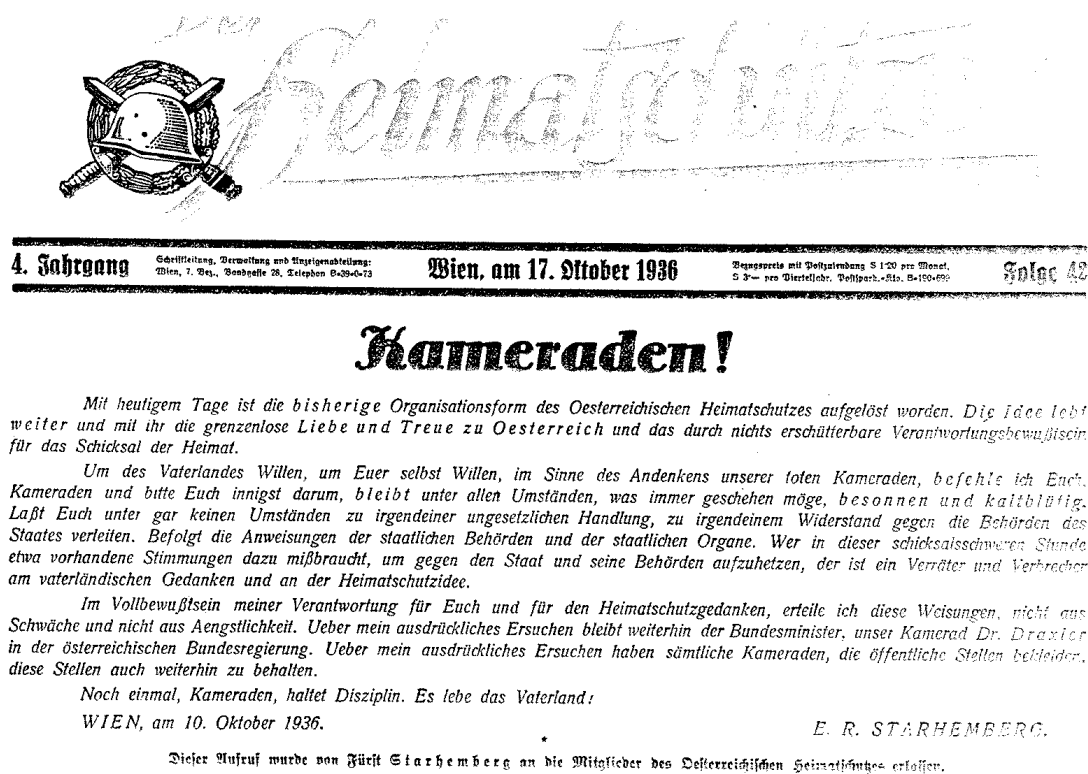 Der
Heimatschützer
4. Jahrgang
Schriftleitung, Verwaltung und Anzeigenabteilung:
Wien, 7. Bez., Bandgasse 28, Telephon B-39-0-73
Wien, am 17. Oktober 1936
Bezugspreis mit Postzusendung S 1·20 pro Monat,
S 3·— pro Vierteljahr. Postspark.-Kto. B-190-699
Folge 42
Kameraden!
Mit heutigem Tage ist die bisherige Organisationsform des Oesterreichischen Heimatschutzes aufgelöst worden. Die Idee lebt
weiter und mit ihr die grenzenlose Liebe und Treue zu Oesterreich und das durch nichts erschütterbare Verantwortungsbewußtsein
für das Schicksal der Heimat.
Um des Vaterlandes Willen, um Euer selbst Willen, im Sinne des Andenkens unserer toten Kameraden, befehle ich Euch,
Kameraden und bitte Euch innigst darum, bleibt unter allen Umständen, was immer geschehen möge, besonnen und kaltblütig.
Laßt Euch unter gar keinen Umständen zu irgendeiner ungesetzlichen Handlung, zu irgendeinem Widerstand gegen die Behörden des
Staates verleiten. Befolgt die Anweisungen der staatlichen Behörden und der staatlichen Organe. Wer in dieser schicksalsschweren Stunde
etwa vorhandene Stimmungen dazu mißbraucht, um gegen den Staat und seine Behörden aufzuhetzen, der ist ein Verräter und Verbrecher
am vaterländischen Gedanken und an der Heimatschutzidee.
Im Vollbewußtsein meiner Verantwortung für Euch und für den Heimatschutzgedanken, erteile ich diese Weisungen, nicht aus
Schwäche und nicht aus Aengstlichkeit. Ueber mein ausdrückliches Ersuchen bleibt weiterhin der Bundesminister, unser Kamerad Dr. Draxler
in der österreichischen Bundesregierung. Ueber mein ausdrückliches Ersuchen haben sämtliche Kameraden, die öffentliche Stellen bekleiden,
diese Stellen auch weiterhin zu behalten.
Noch einmal, Kameraden, haltet Disziplin. Es lebe das Vaterland!
WIEN, am 10. Oktober 1936.
E. R. STARHEMBERG.
*
Dieser Aufruf wurde von Fürst Starhemberg an die Mitglieder des Oesterreichischen Heimatschutzes erlassen.